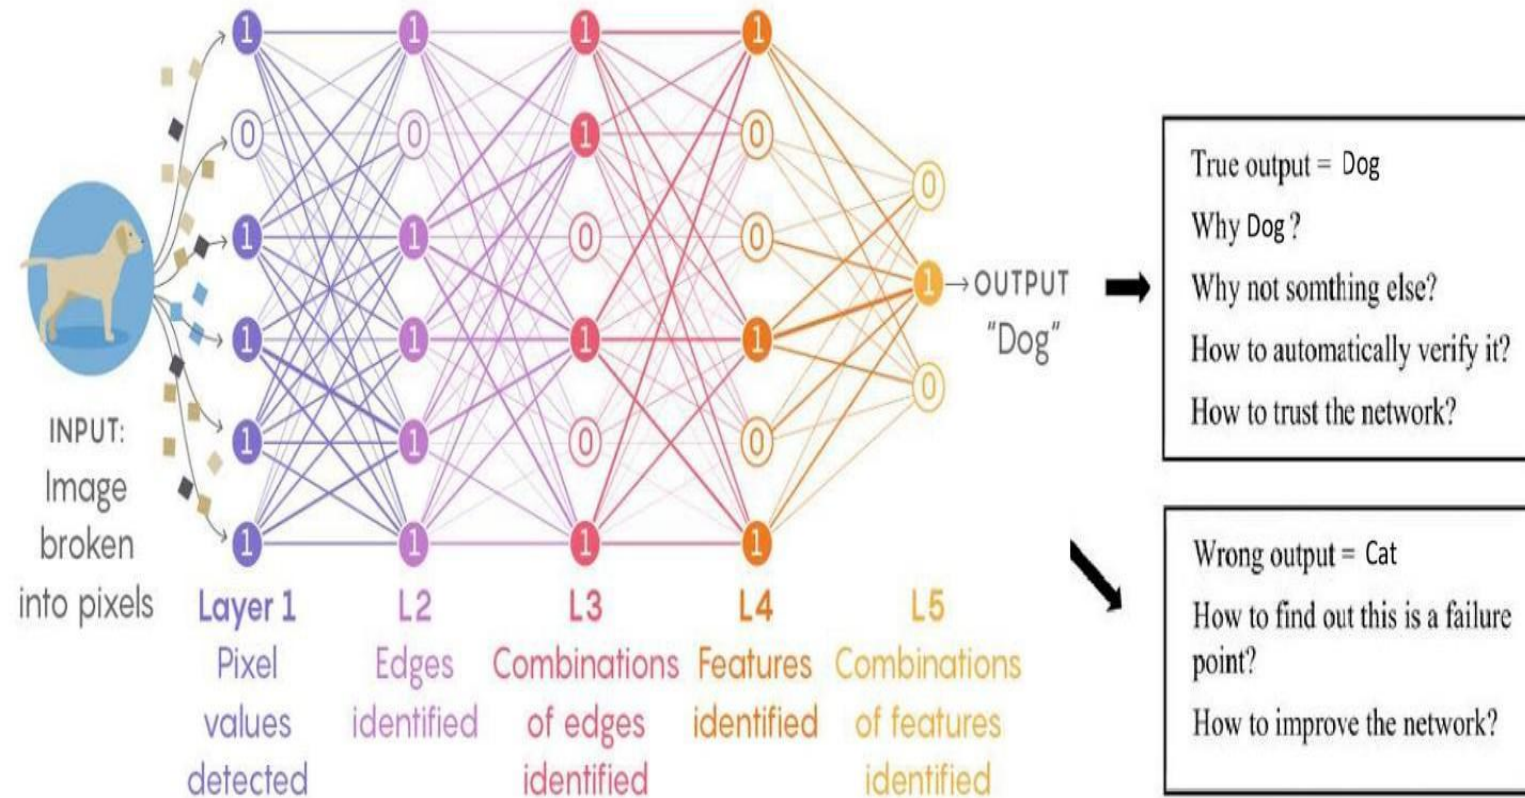 1
0
1
1
1
1
1
0
1
1
1
1
1
1
0
1
0
1
1
0
0
1
0
1
0
1
0
INPUT:
Image
broken
into pixels
Layer 1
Pixel
values
detected
L2
Edges
identified
L3
Combinations
of edges
identified
L4
Features
identified
L5
Combinations
of features
identified
OUTPUT
"Dog"
True output = Dog
Why Dog ?
Why not somthing else?
How to automatically verify it?
How to trust the network?
Wrong output = Cat
How to find out this is a failure
point?
How to improve the network?